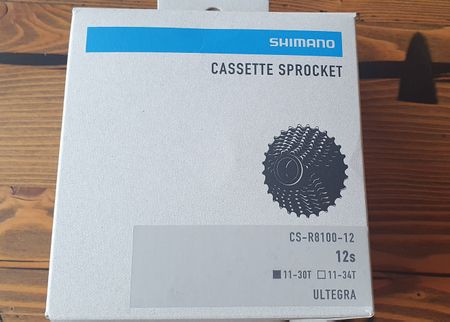 SHIMANO
CASSETTE SPROCKET
CS-R8100-12
12s
■11-30T □11-34T
ULTEGRA